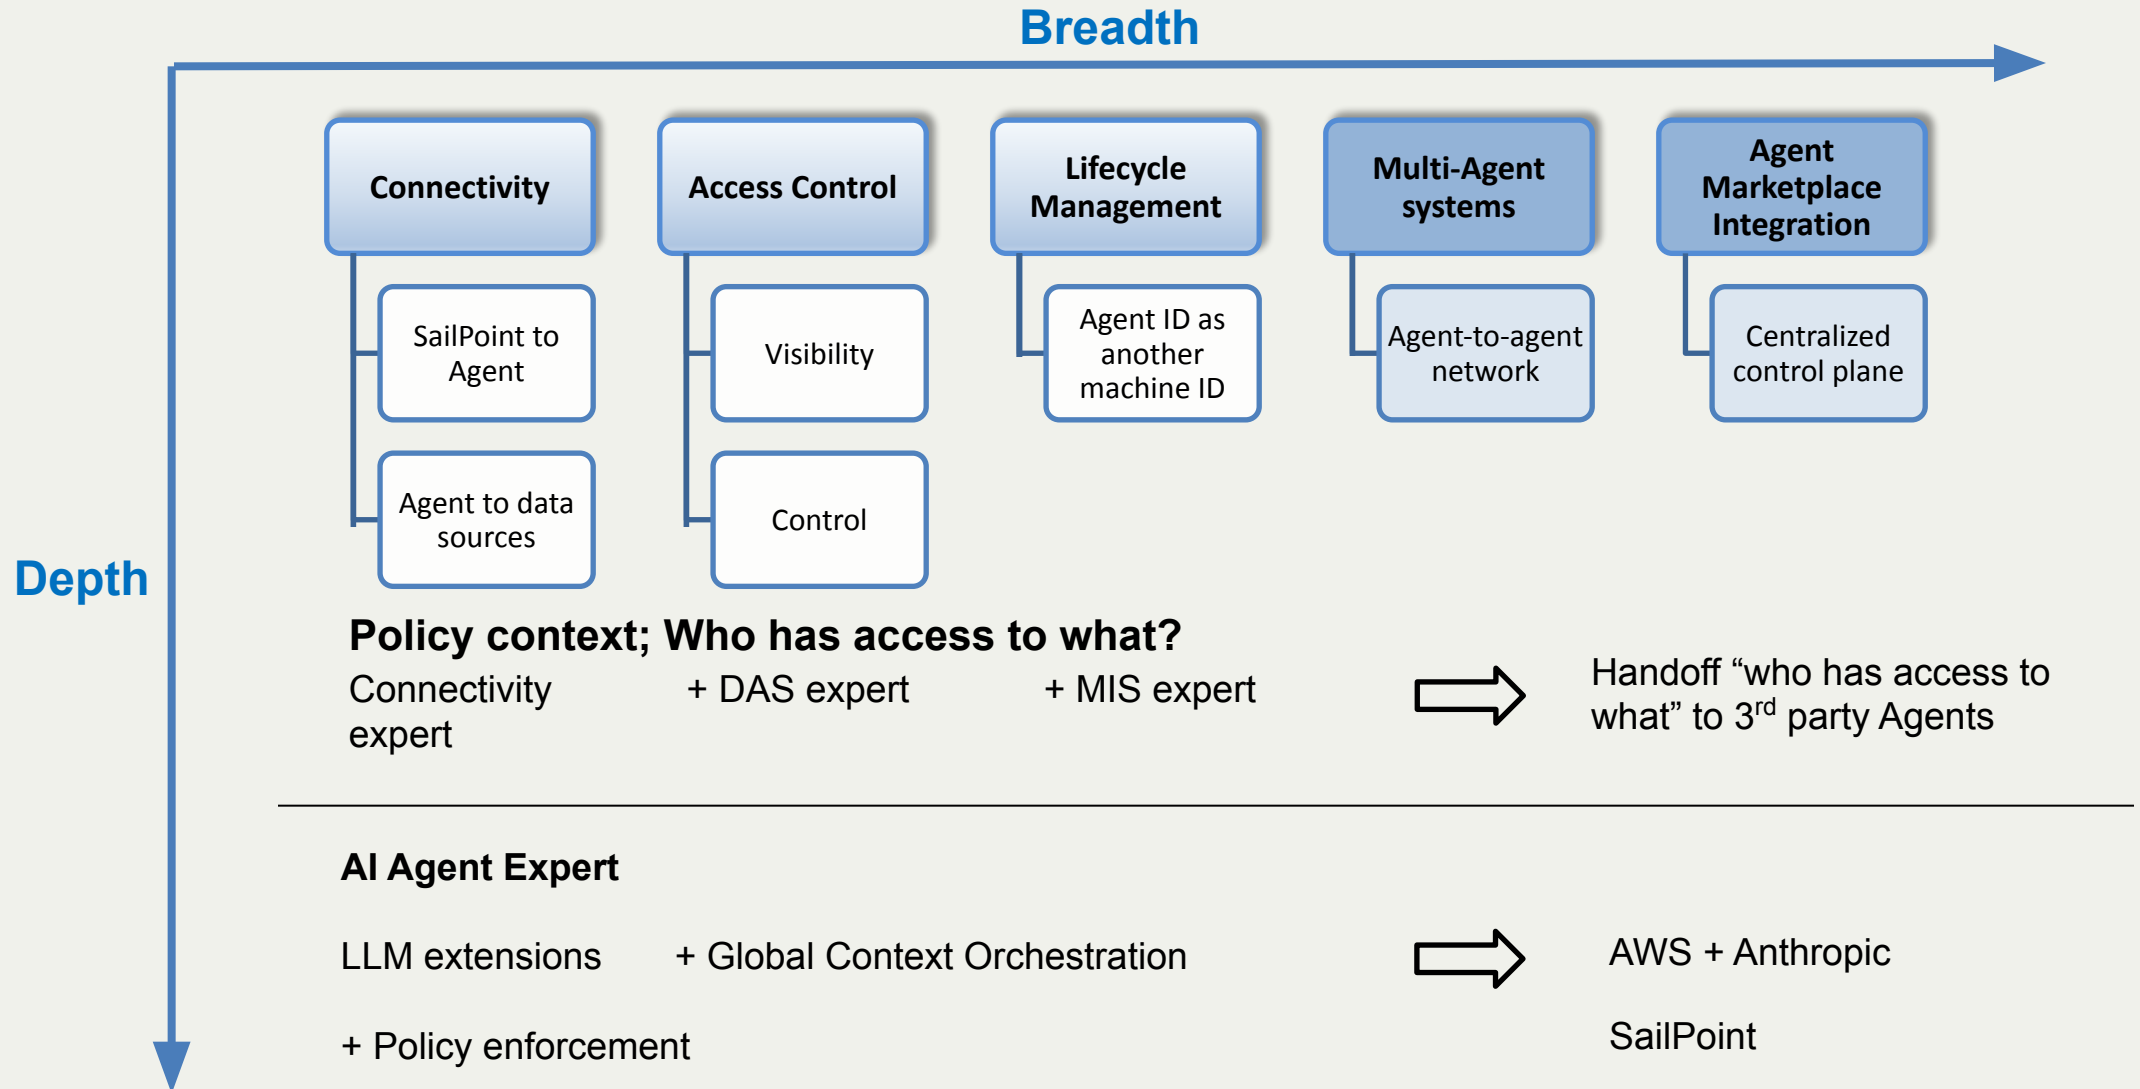 Breadth
Depth
Connectivity
SailPoint to
Agent
Agent to data
sources
Access Control
Visibility
Control
Lifecycle
Management
Agent ID as
another
machine ID
Multi-Agent
systems
Agent-to-agent
network
Agent
Marketplace
Integration
Centralized
control plane
Policy context; Who has access to what?
Connectivity
expert
+ DAS expert
+ MIS expert
Handoff “who has access to
what” to 3rd party Agents
AI Agent Expert
LLM extensions
+ Global Context Orchestration
AWS + Anthropic
+ Policy enforcement
SailPoint